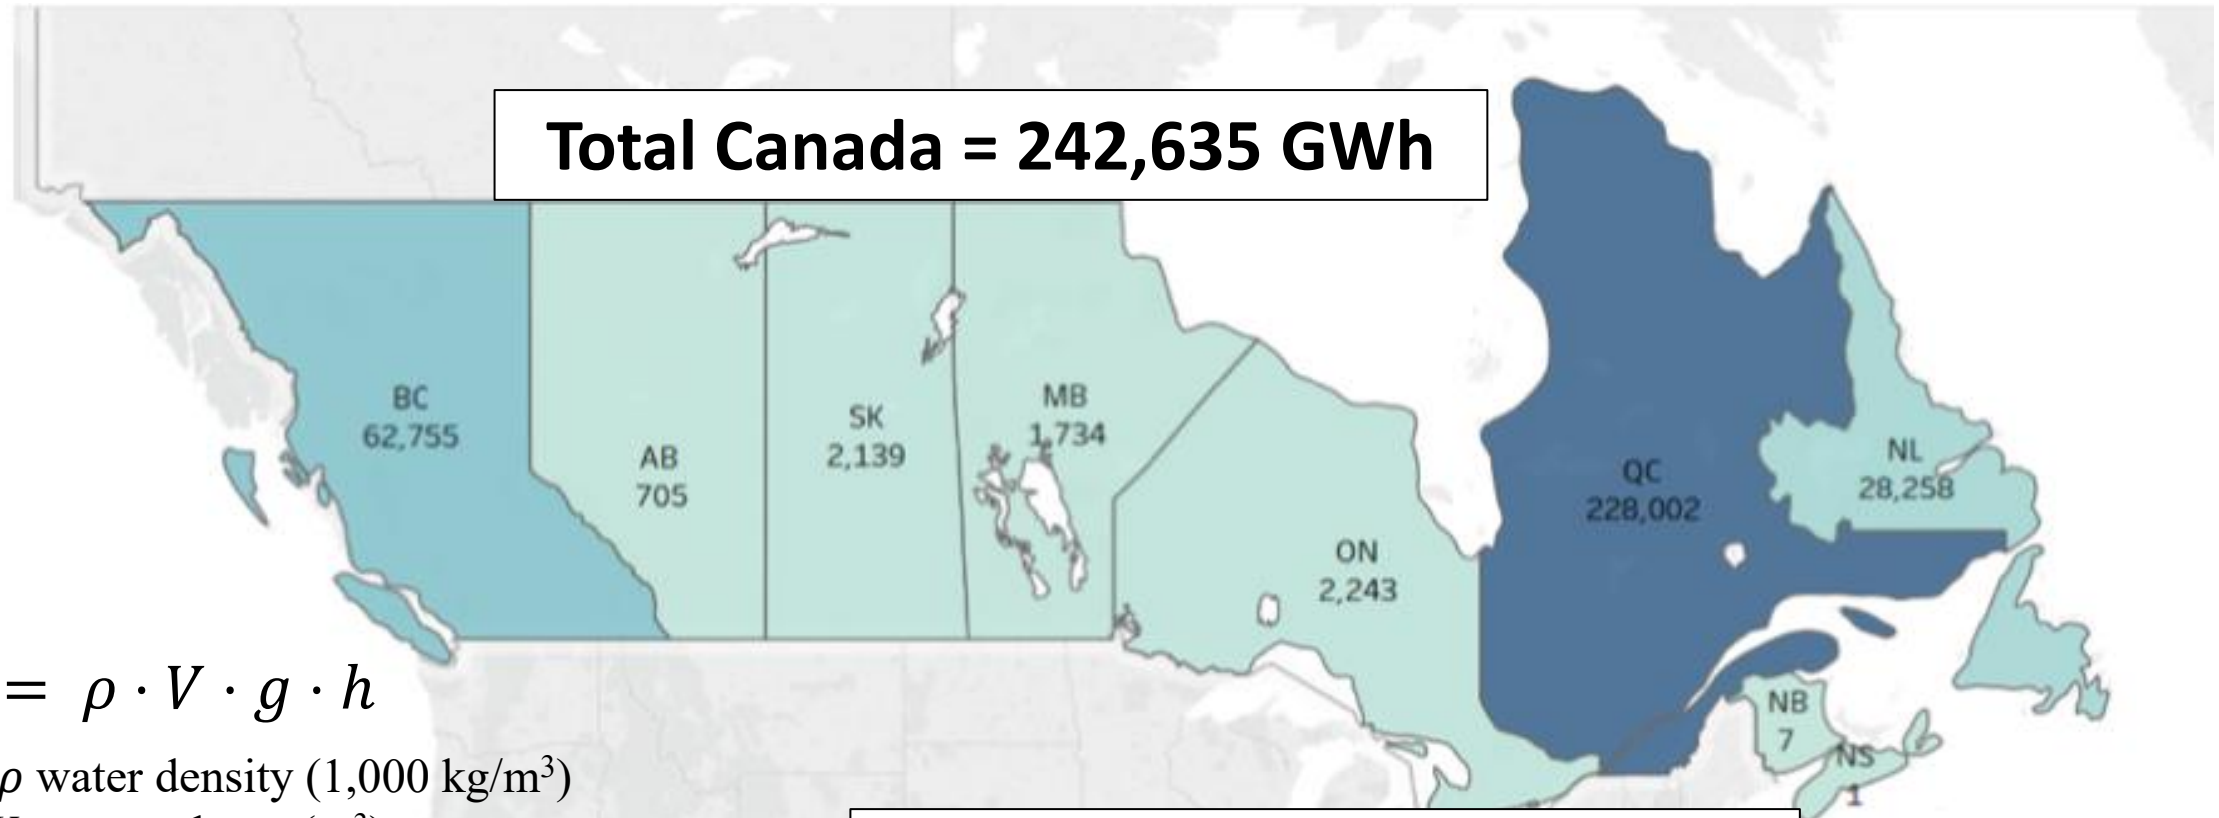 Total Canada = 242,635 GWh
BC
62,755
AB
705
SK
2,139
MB
1,734
ON
2,243
QC
228,002
NL
28,258
NB
7
NS
1
= ρ · V · g · h
ρ water density (1,000 kg/m³)